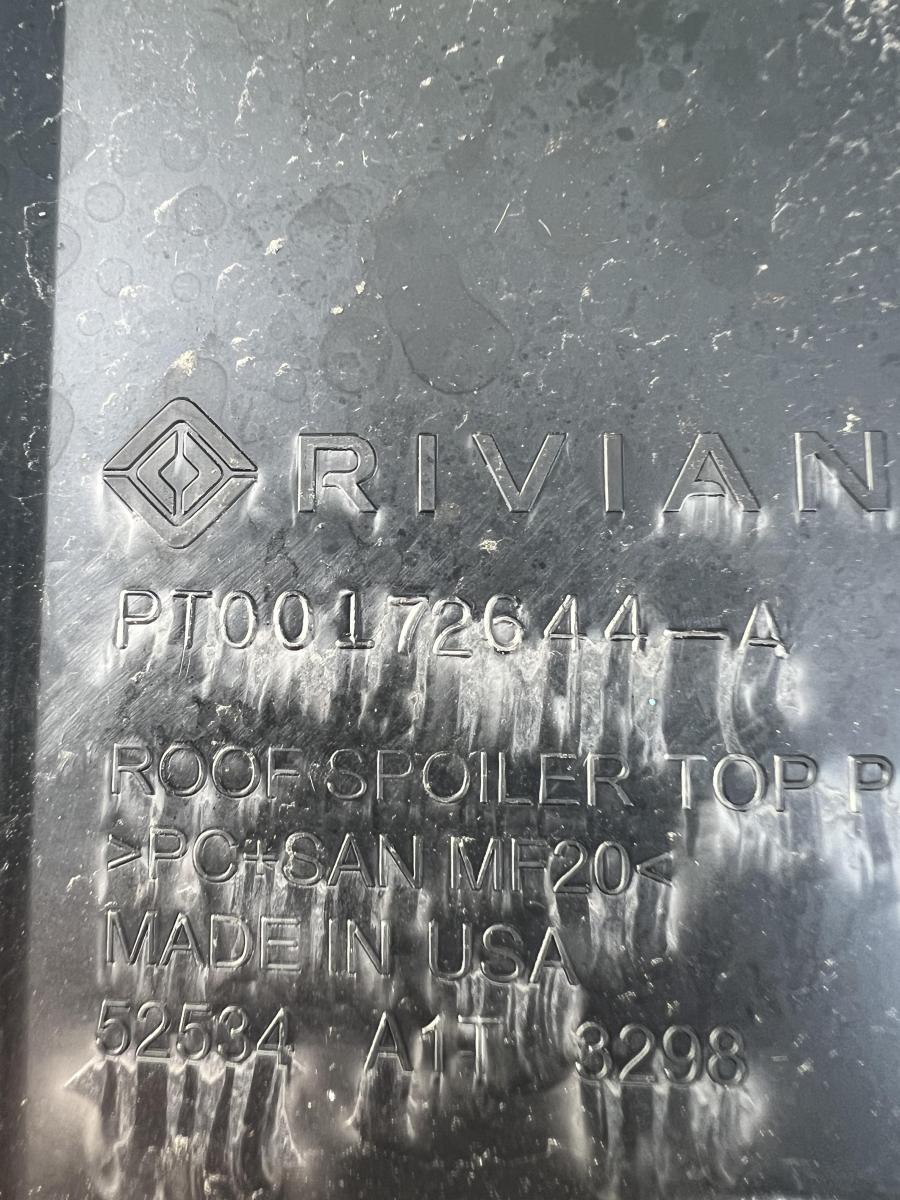 RIVIAN
PT00172644-A
ROOF SPOILER TOP P
>PC+SAN MF20<
MADE IN USA
52534 A1T 3298